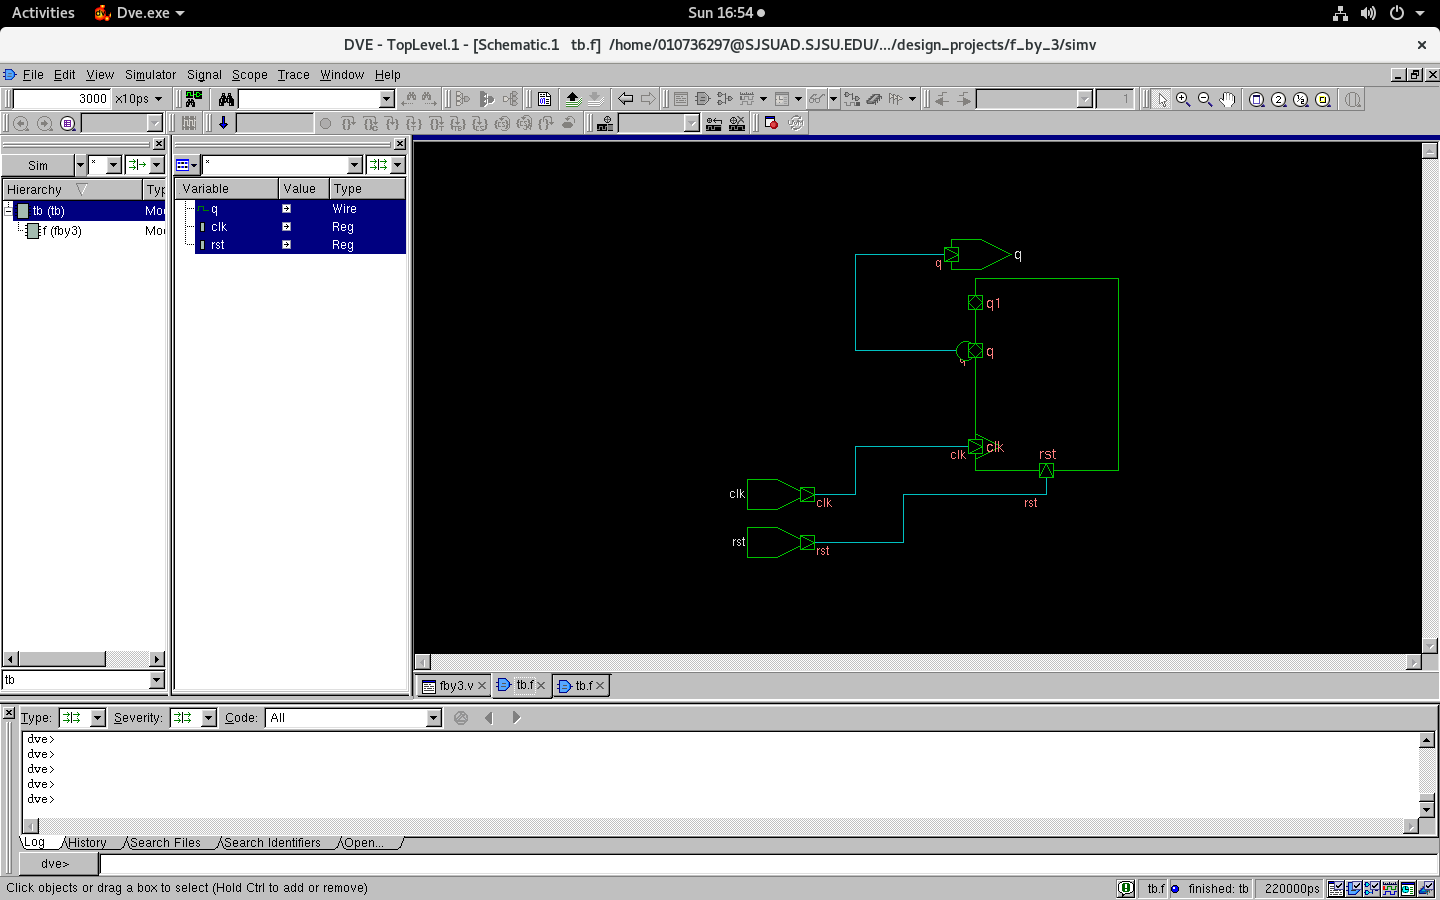 Activities Dve.exe Sun 16:54
DVE - TopLevel.1 - [Schematic.1 tb.f] /home/010736297@SJSUAD.SJSU.EDU/.../design_projects/f_by_3/simv
File Edit View Simulator Signal Scope Trace Window Help
3000 x10ps
1
Sim * *
Hierarchy Typ
tb (tb) Mod
f (fby3) Mod
tb
Variable Value Type
q Wire
clk Reg
rst Reg
q
q
q1
q
q
clk
clk
rst
clk
clk
rst
rst
rst
fby3.v tb.f tb.f
Type: Severity: Code: All
dve>
dve>
dve>
dve>
dve>
Log History Search Files Search Identifiers Open...
dve>
Click objects or drag a box to select (Hold Ctrl to add or remove) tb.f finished: tb 220000ps